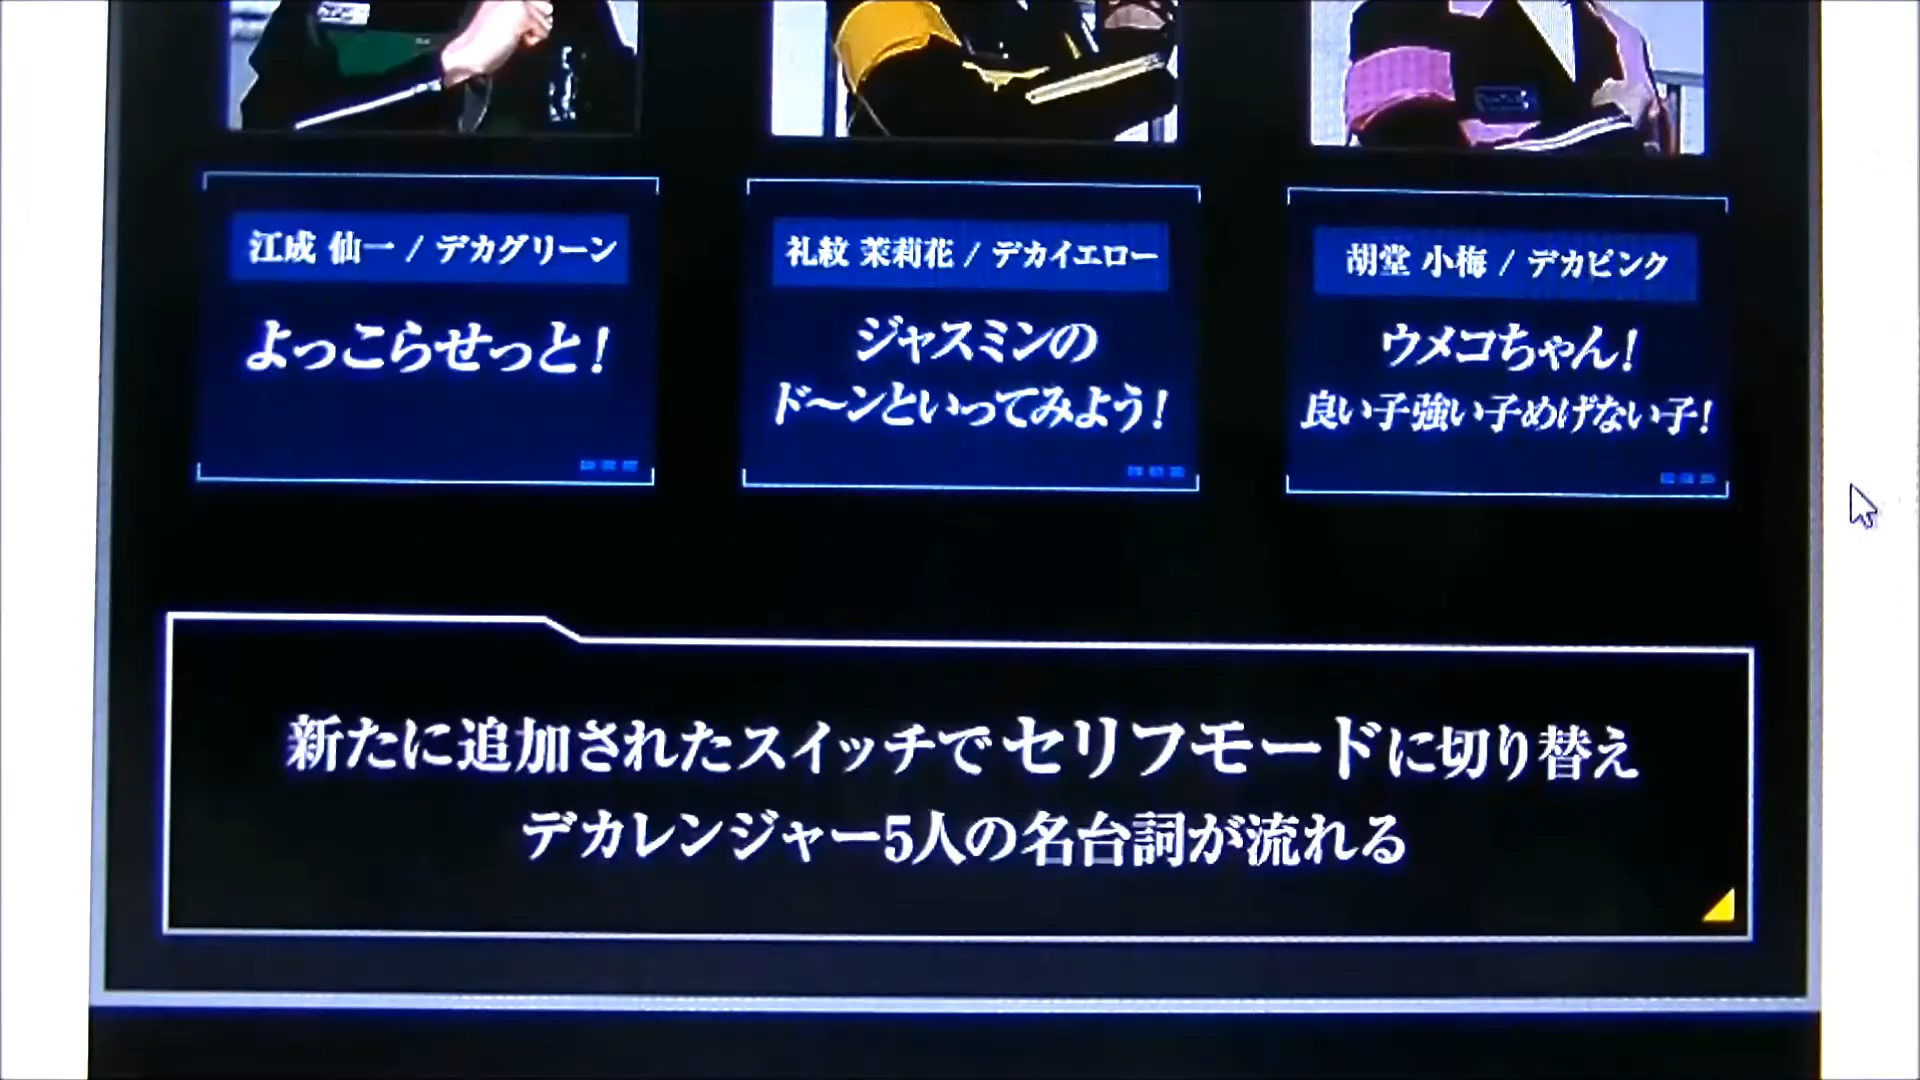 江成 仙一 / デカグリーン
よっこらせっと!
礼紋 茉莉花 / デカイエロー
ジャスミンの
ド〜ンといってみよう!
胡堂 小梅 / デカピンク
ウメコちゃん!
良い子強い子めげない子!
新たに追加されたスイッチでセリフモードに切り替え
デカレンジャー5人の名台詞が流れる